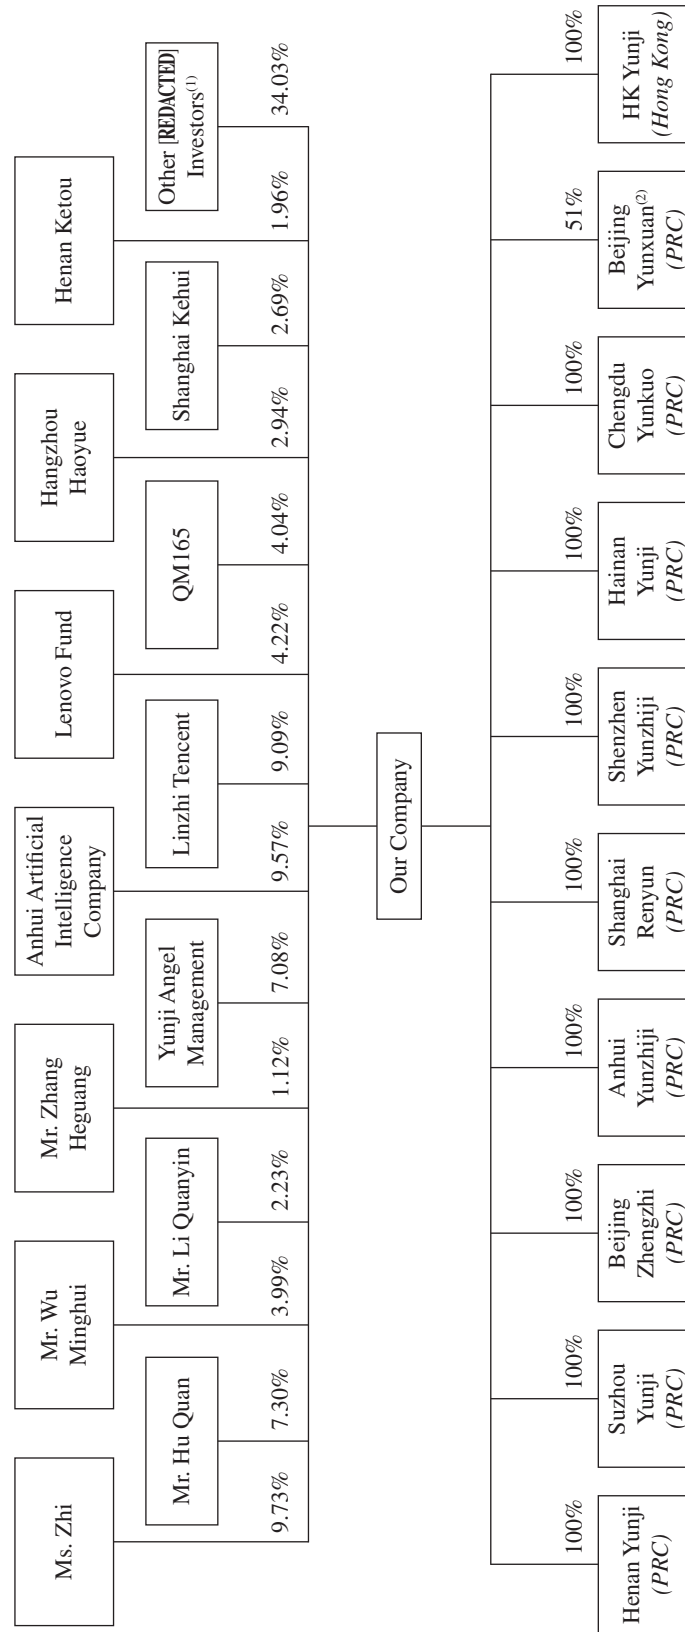 Ms. Zhi
Mr. Wu
Minghui
Mr. Zhang
Heguang
Anhui Artificial
Intelligence
Company
Lenovo Fund
Hangzhou
Haoyue
Henan Ketou
Mr. Hu Quan
Mr. Li Quanyin
Yunji Angel
Management
Linzhi Tencent
QM165
Shanghai Kehui
Other [REDACTED]
Investors(1)
9.73%
7.30%
3.99%
2.23%
1.12%
7.08%
9.57%
9.09%
4.22%
4.04%
2.94%
2.69%
1.96%
34.03%
Our Company
100%
100%
100%
100%
100%
100%
100%
100%
51%
100%
Henan Yunji
(PRC)
Suzhou
Yunji
(PRC)
Beijing
Zhengzhi
(PRC)
Anhui
Yunzhiji
(PRC)
Shanghai
Renyun
(PRC)
Shenzhen
Yunzhiji
(PRC)
Hainan
Yunji
(PRC)
Chengdu
Yunkuo
(PRC)
Beijing
Yunxuan(2)
(PRC)
HK Yunji
(Hong Kong)